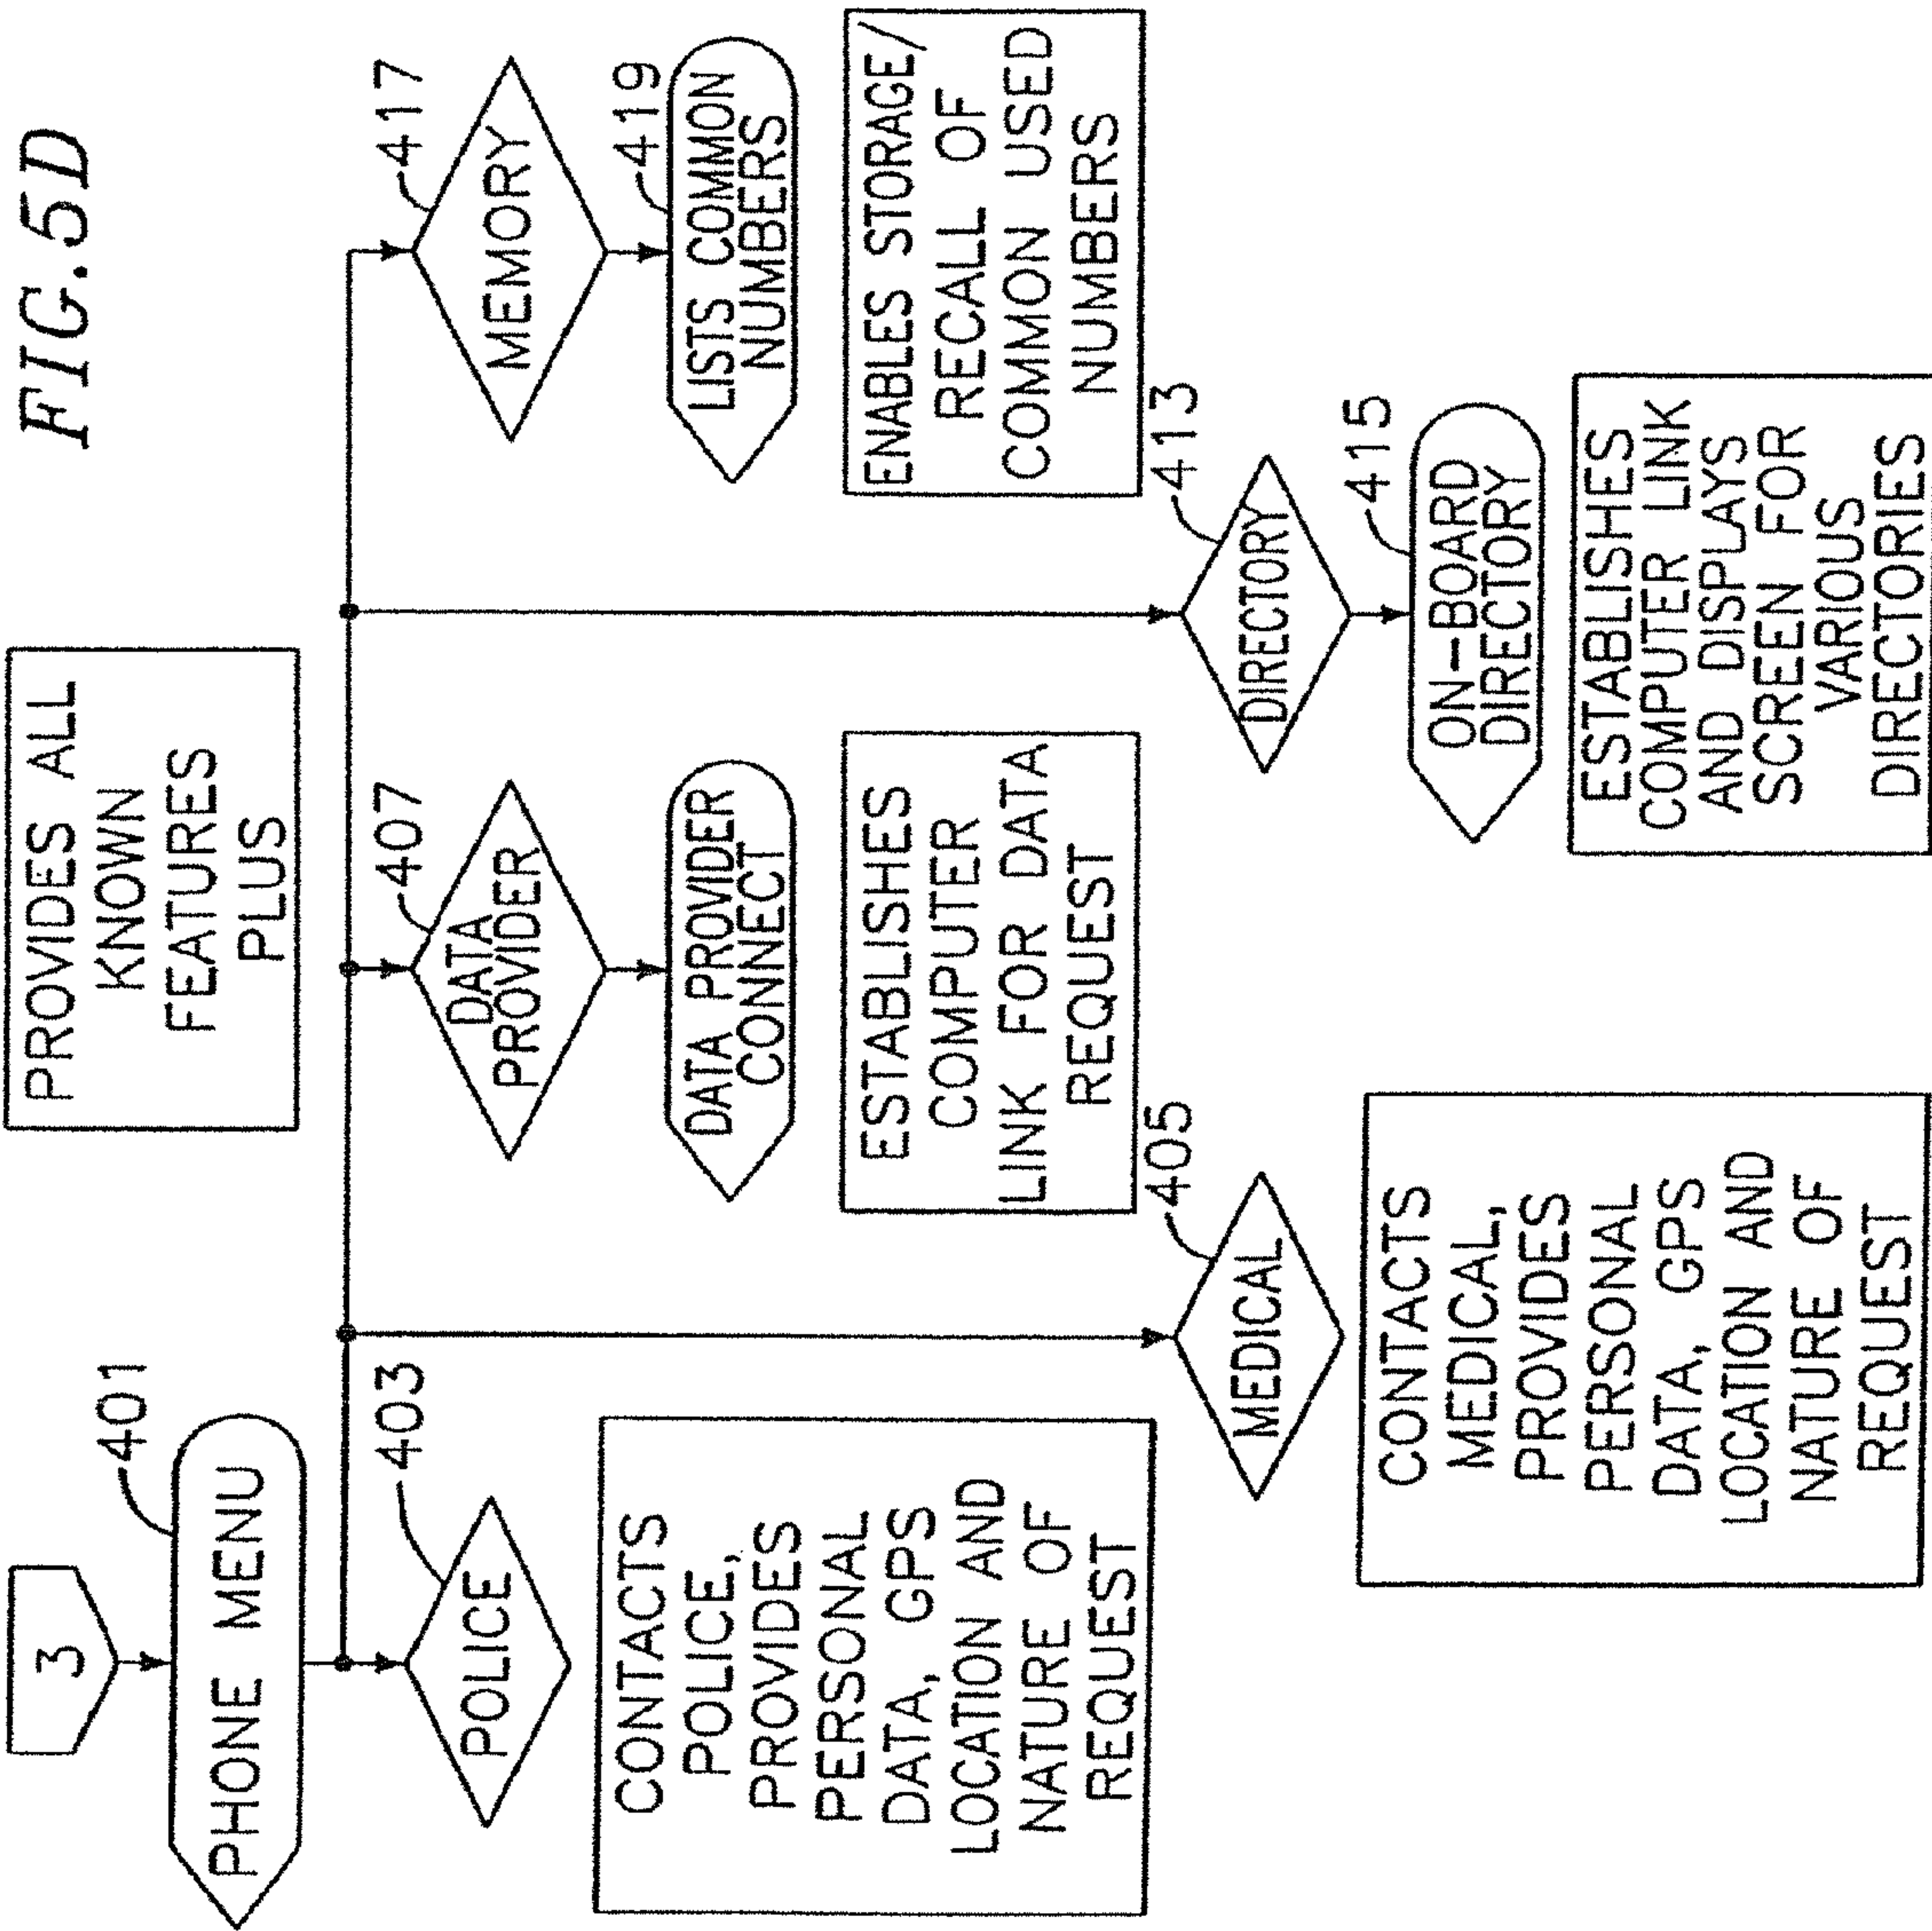 FIG. 5D
3
401
PHONE MENU
PROVIDES ALL
KNOWN
FEATURES
PLUS
403
POLICE
CONTACTS
POLICE,
PROVIDES
PERSONAL
DATA, GPS
LOCATION AND
NATURE OF
REQUEST
405
MEDICAL
CONTACTS
MEDICAL,
PROVIDES
PERSONAL
DATA, GPS
LOCATION AND
NATURE OF
REQUEST
407
DATA
PROVIDER
DATA PROVIDER
CONNECT
ESTABLISHES
COMPUTER
LINK FOR DATA
REQUEST
413
DIRECTORY
415
ON-BOARD
DIRECTORY
ESTABLISHES
COMPUTER LINK
AND DISPLAYS
SCREEN FOR
VARIOUS
DIRECTORIES
417
MEMORY
419
LISTS COMMON
NUMBERS
ENABLES STORAGE/
RECALL OF
COMMON USED
NUMBERS